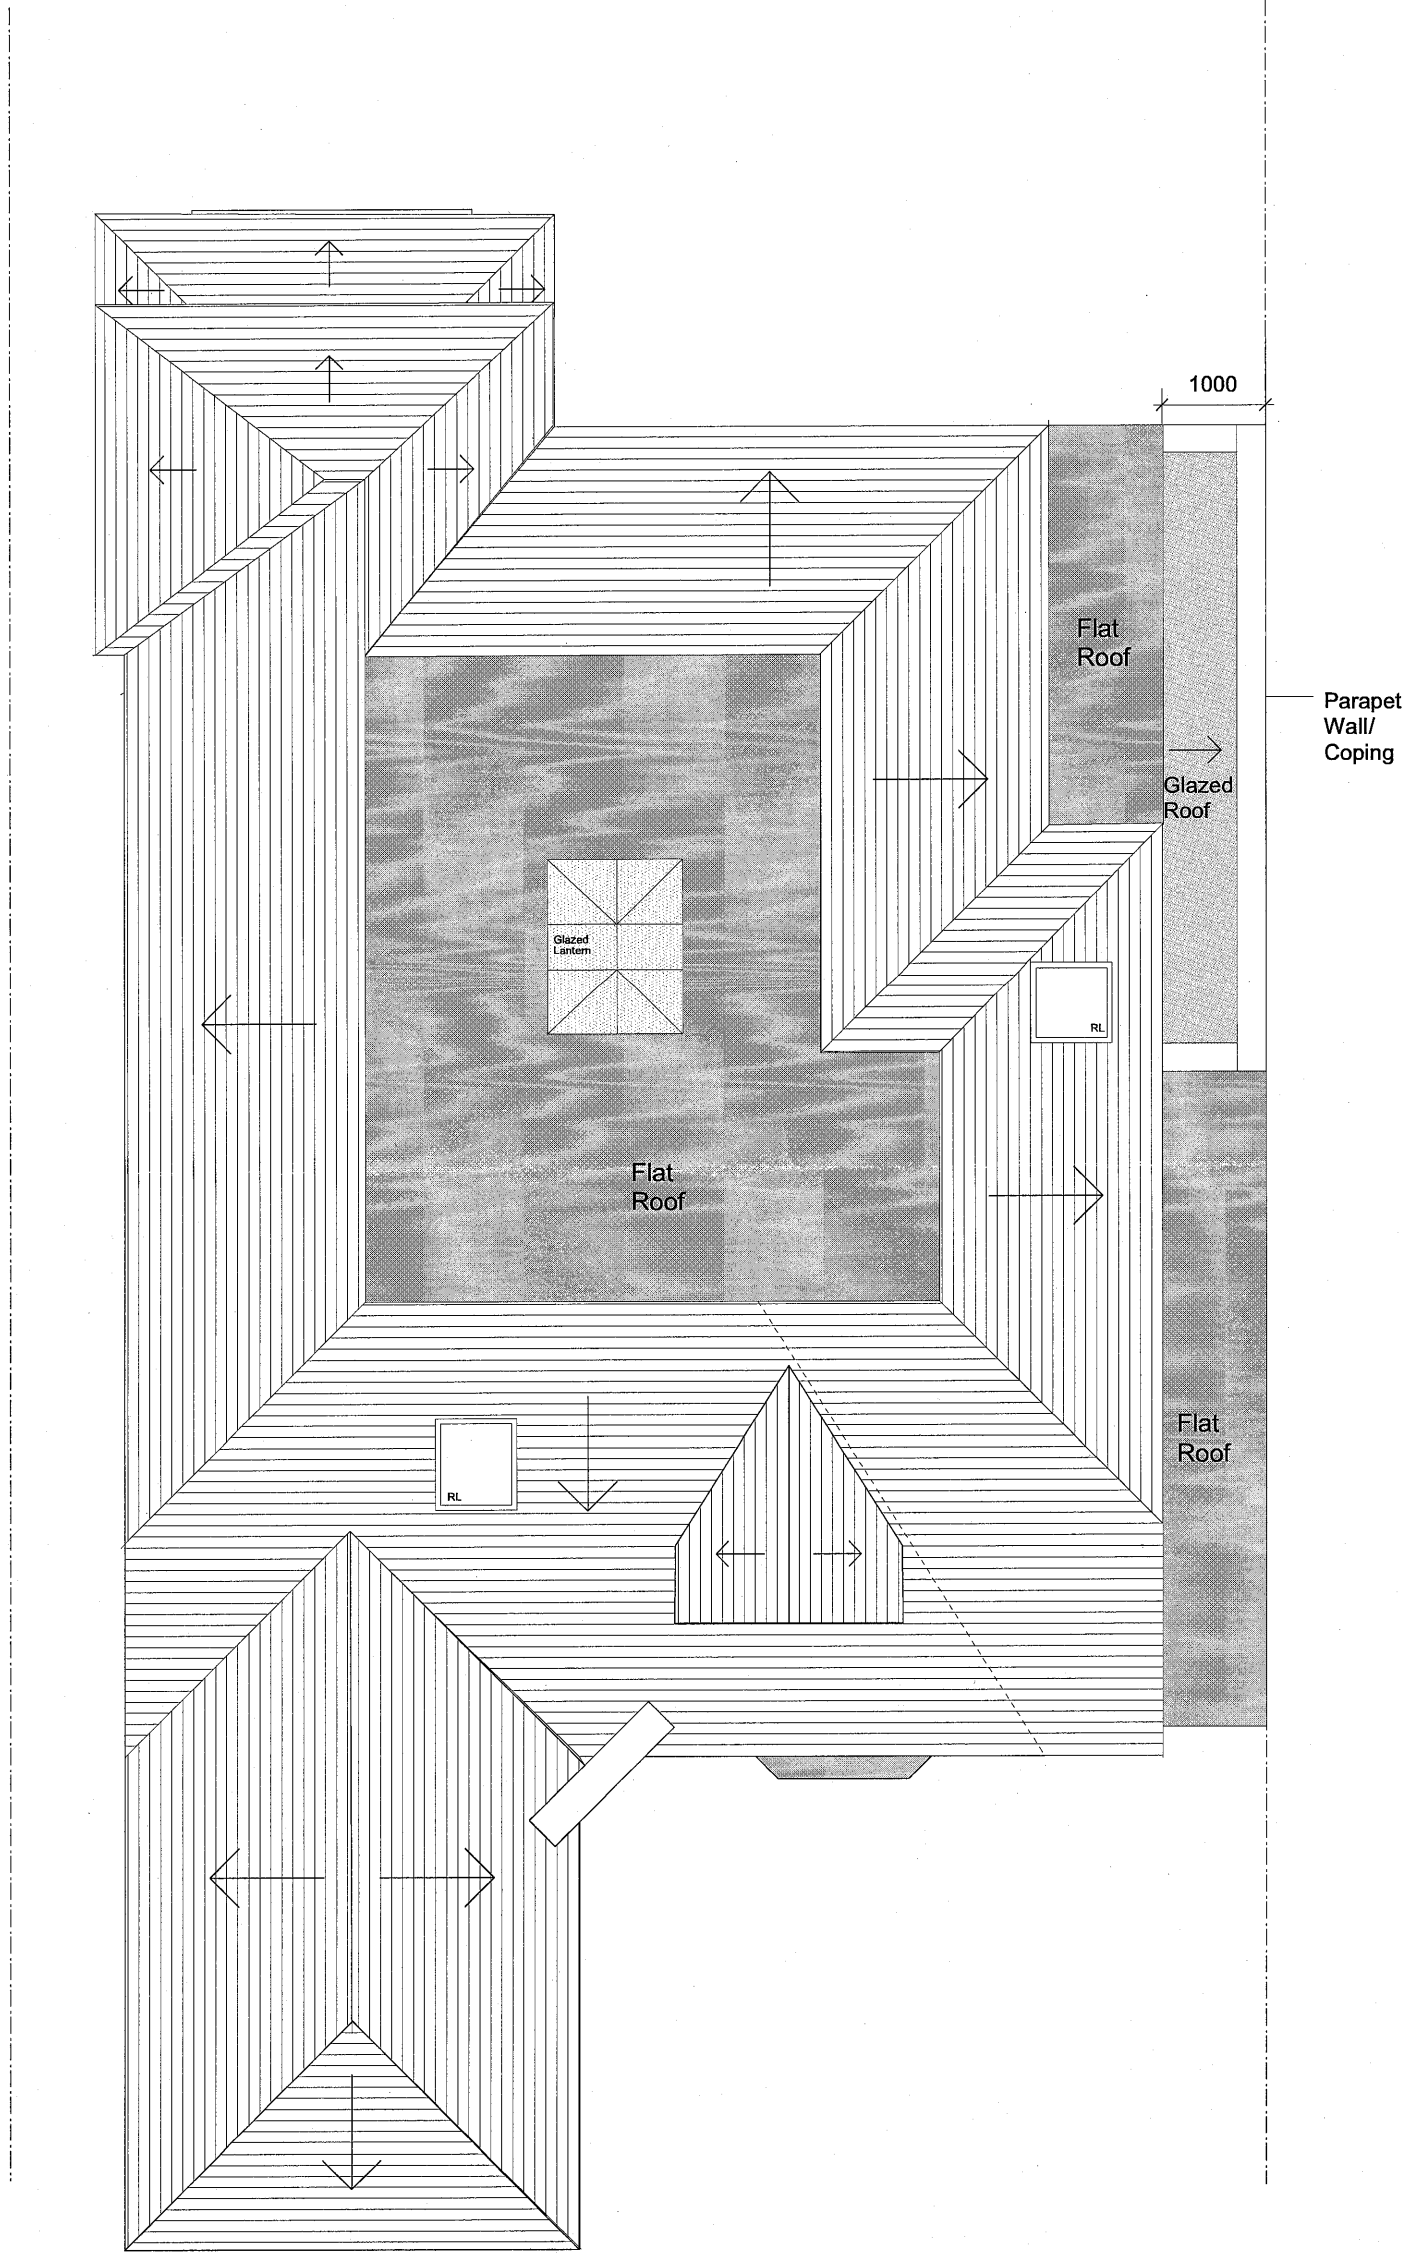 1000
Flat
Roof
Parapet
Wall/
Coping
Glazed
Roof
Glazed
Lantern
RL
Flat
Roof
Flat
Roof
RL